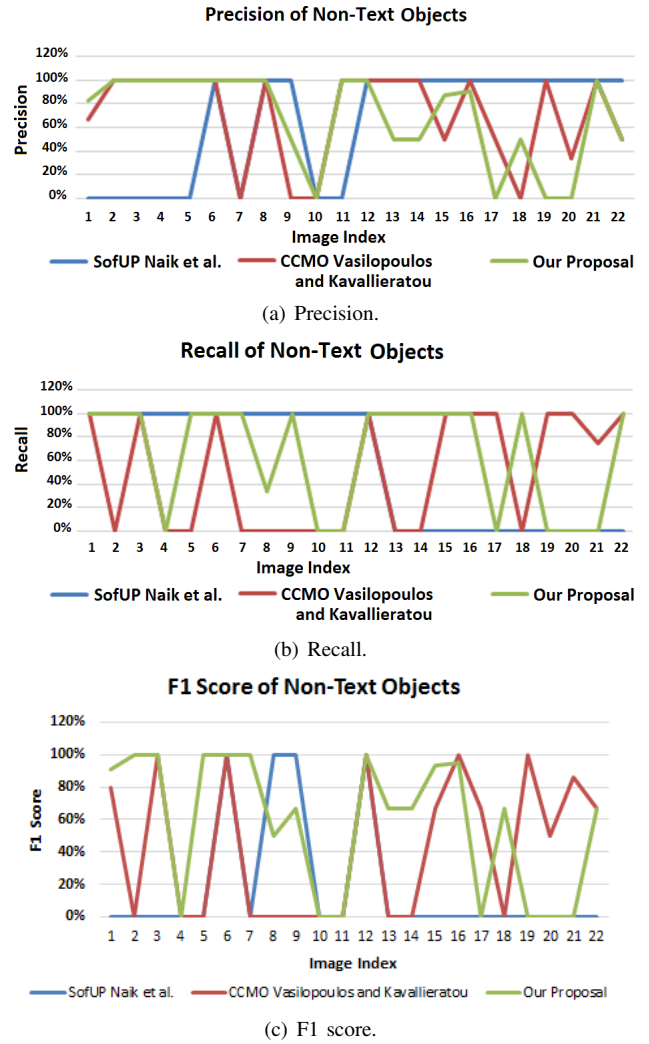 Precision of Non-Text Objects
120%
100%
80%
60%
40%
20%
0%
Precision
1 2 3 4 5 6 7 8 9 10 11 12 13 14 15 16 17 18 19 20 21 22
Image Index
SofUP Naik et al. CCMO Vasilopoulos and Kavallieratou Our Proposal
(a) Precision.
Recall of Non-Text Objects
120%
100%
80%
60%
40%
20%
0%
Recall
1 2 3 4 5 6 7 8 9 10 11 12 13 14 15 16 17 18 19 20 21 22
Image Index
SofUP Naik et al. CCMO Vasilopoulos and Kavallieratou Our Proposal
(b) Recall.
F1 Score of Non-Text Objects
120%
100%
80%
60%
40%
20%
0%
F1 Score
1 2 3 4 5 6 7 8 9 10 11 12 13 14 15 16 17 18 19 20 21 22
Image Index
SofUP Naik et al. CCMO Vasilopoulos and Kavallieratou Our Proposal
(c) F1 score.